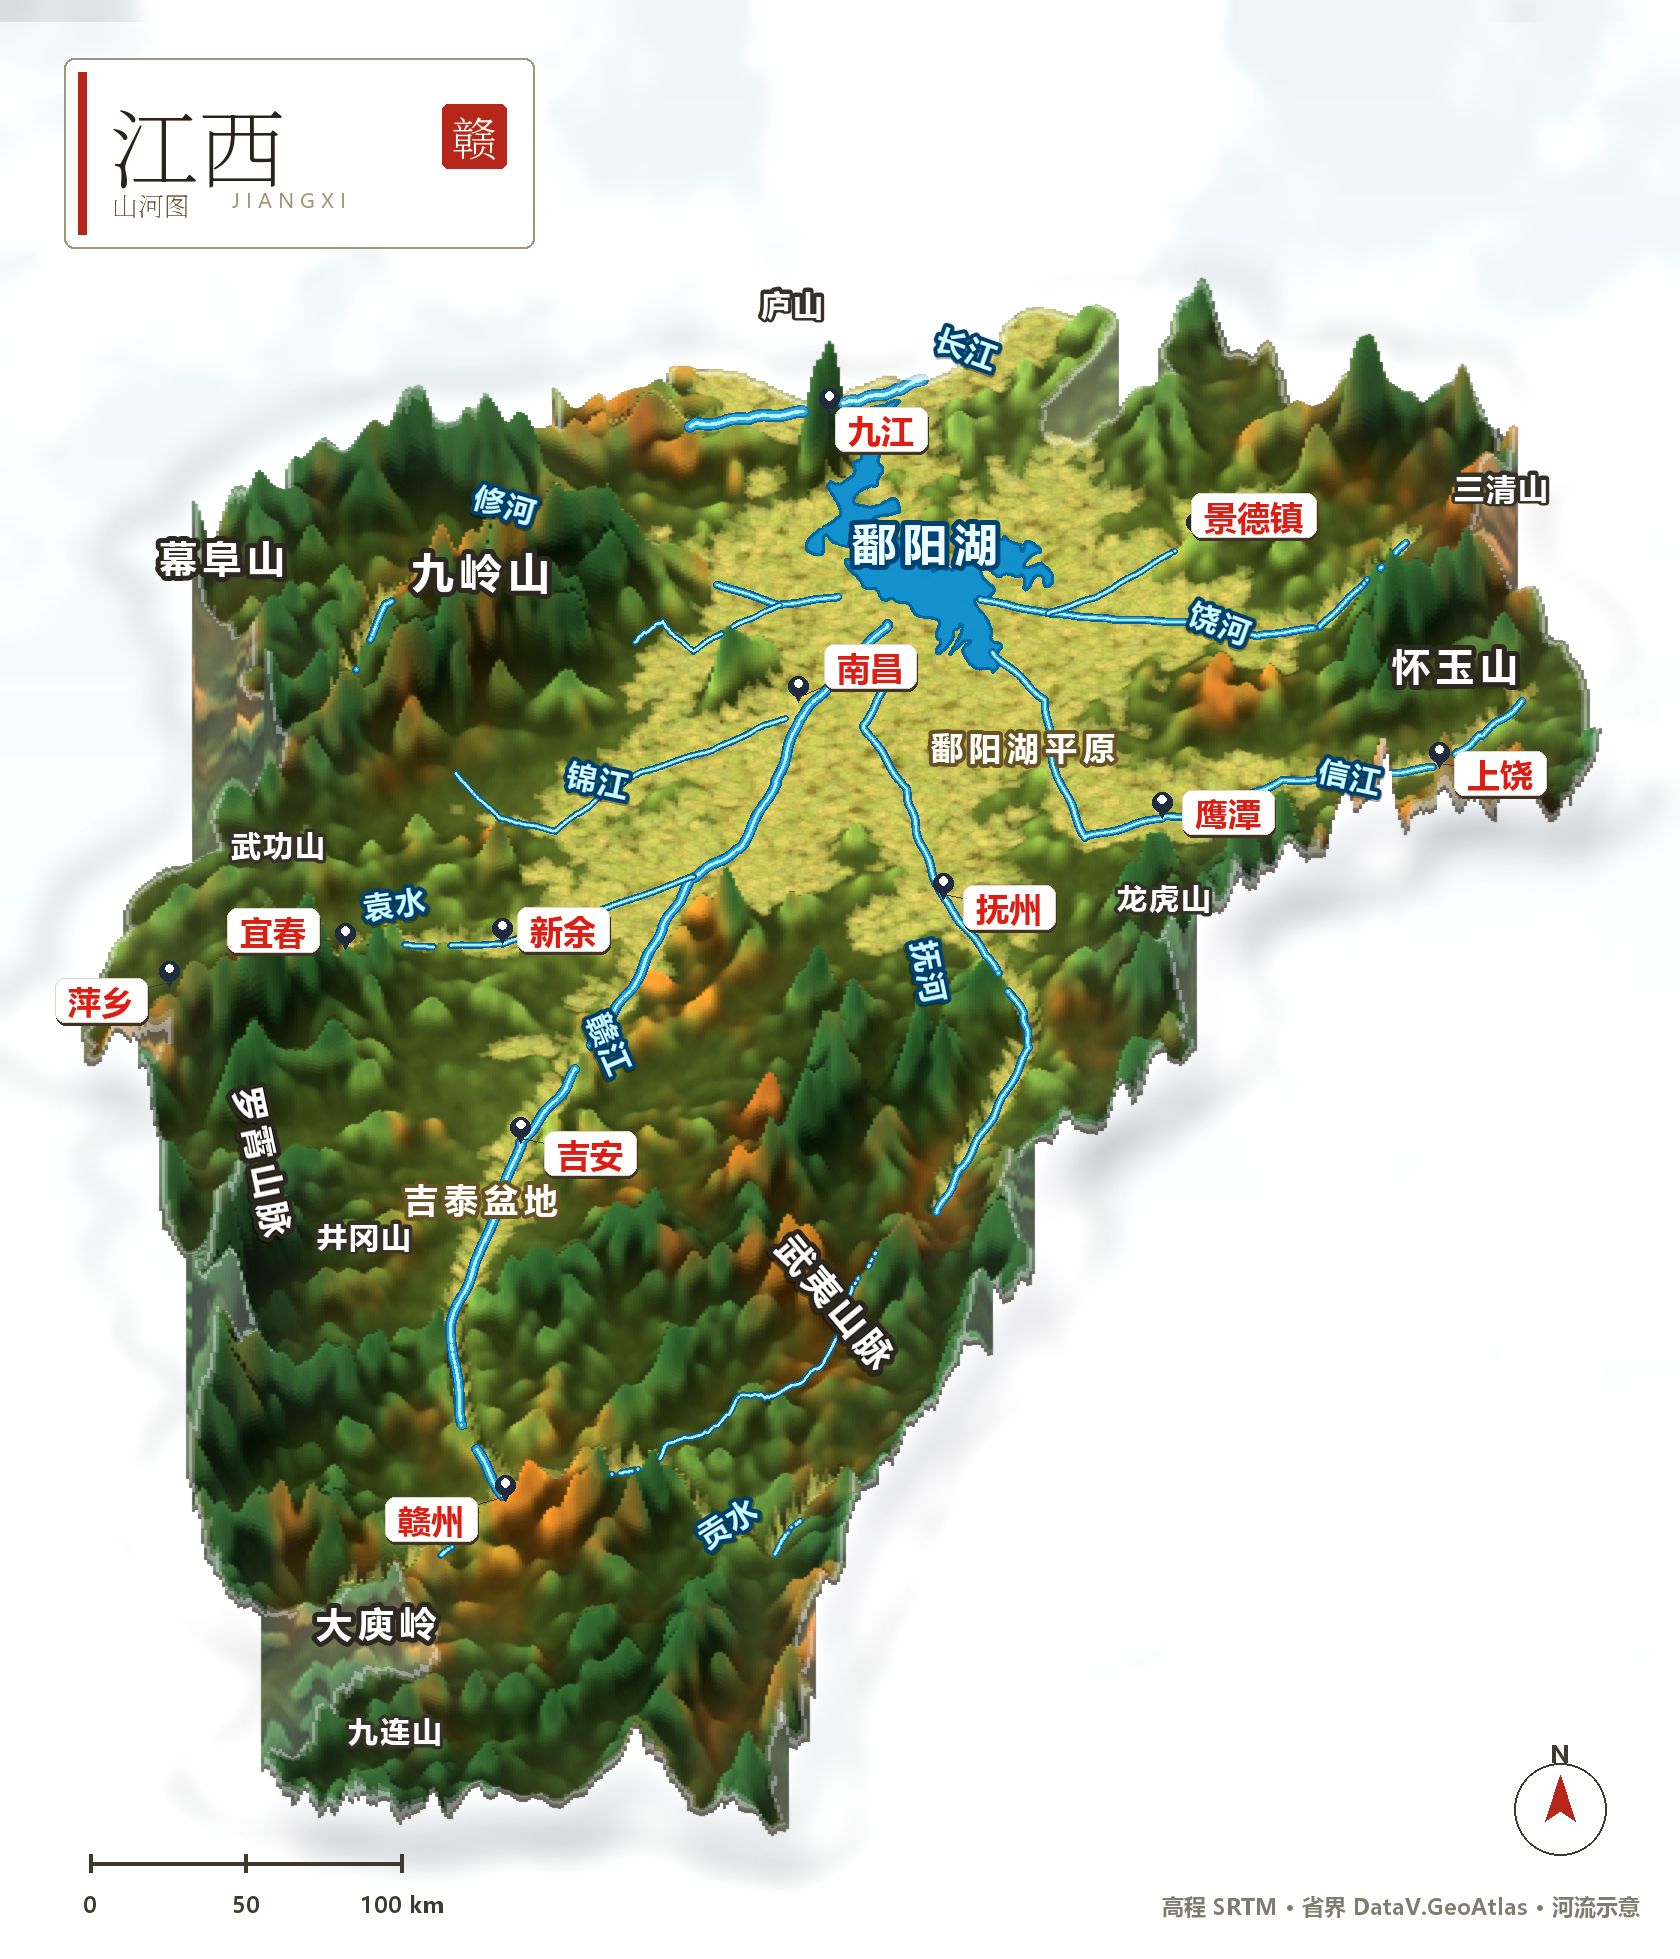 江西
赣
山河图
JIANGXI
庐山
长江
九江
修河
三清山
景德镇
幕阜山
九岭山
鄱阳湖
饶河
怀玉山
南昌
鄱阳湖平原
锦江
信江
上饶
鹰潭
武功山
龙虎山
袁水
抚州
宜春
新余
抚河
萍乡
赣江
罗霄山脉
吉安
吉泰盆地
井冈山
武夷山脉
赣州
贡水
大庾岭
九连山
N
0 50 100 km
高程 SRTM • 省界 DataV.GeoAtlas • 河流示意